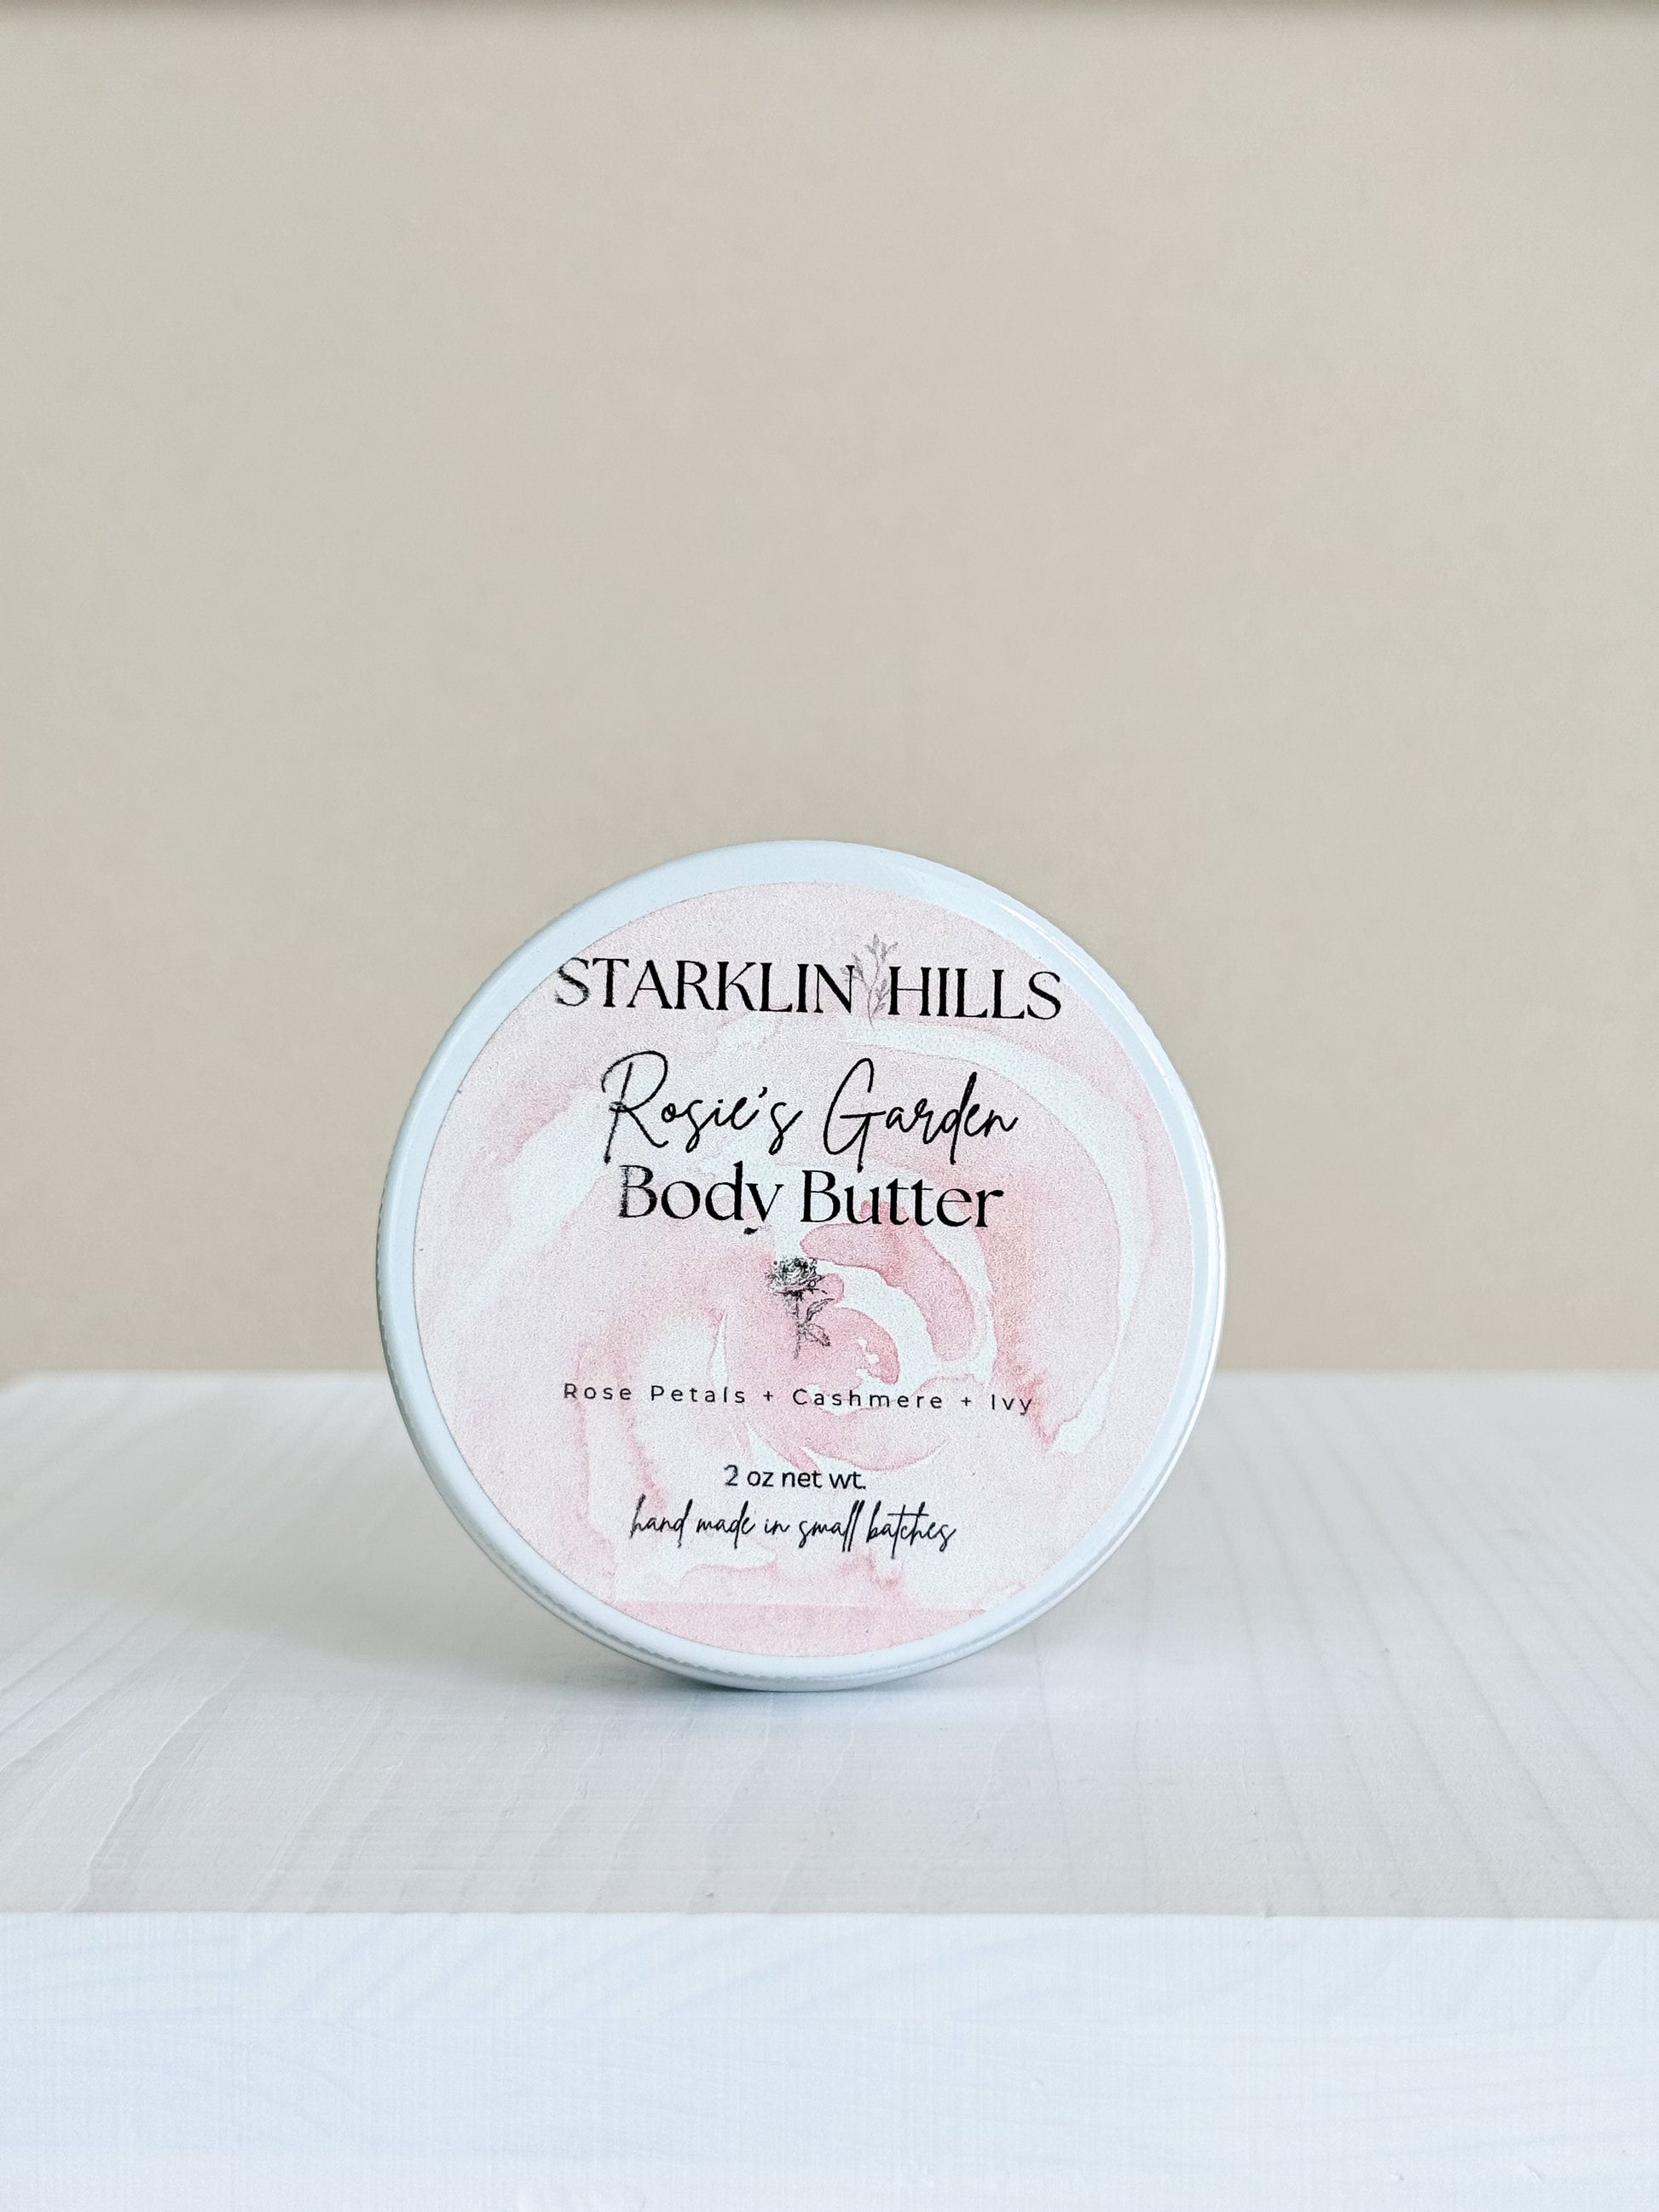 STARKLIN HILLS
Rosie's Garden
Body Butter
Rose Petals + Cashmere + Ivy
2 oz net wt.
hand made in small batches